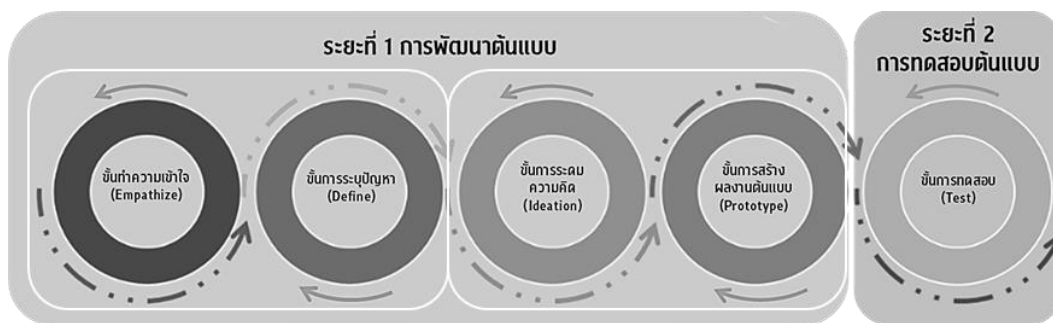 ระยะที่ 1 การพัฒนาต้นแบบ
ระยะที่ 2
การทดสอบต้นแบบ
ขั้นทำความเข้าใจ
(Empathize)
ขั้นการระบุปัญหา
(Define)
ขั้นการระดม
ความคิด
(Ideation)
ขั้นการสร้าง
ผลงานต้นแบบ
(Prototype)
ขั้นการทดสอบ
(Test)